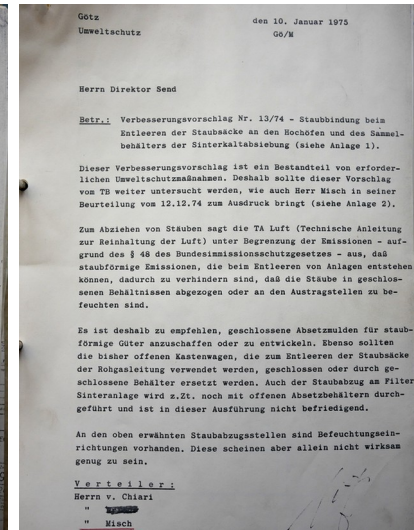 Götz
den 10. Januar 1975
Umweltschutz
Gö/M
Herrn Direktor Send
Betr.: Verbesserungsvorschlag Nr. 13/74 - Staubbindung beim
Entleeren der Staubsäcke an den Hochöfen und des Sammel-
behälters der Sinterkaltabsiebung (siehe Anlage 1).
Dieser Verbesserungsvorschlag ist ein Bestandteil von erforder-
lichen Umweltschutzmaßnahmen. Deshalb sollte dieser Vorschlag
vom TB weiter untersucht werden, wie auch Herr Misch in seiner
Beurteilung vom 12.12.74 zum Ausdruck bringt (siehe Anlage 2).
Zum Abziehen von Stäuben sagt die TA Luft (Technische Anleitung
zur Reinhaltung der Luft) unter Begrenzung der Emissionen - auf-
grund des § 48 des Bundesimmissionsschutzgesetzes - aus, daß
staubförmige Emissionen, die beim Entleeren von Anlagen entstehen
können, dadurch zu verhindern sind, daß die Stäube in geschlos-
senen Behältnissen abgezogen oder an den Austragstellen zu be-
feuchten sind.
Es ist deshalb zu empfehlen, geschlossene Absetzmulden für staub-
förmige Güter anzuschaffen oder zu entwickeln. Ebenso sollten
die bisher offenen Kastenwagen, die zum Entleeren der Staubsäcke
der Rohgasleitung verwendet werden, geschlossen oder durch ge-
schlossene Behälter ersetzt werden. Auch der Staubabzug am Filter
Sinteranlage wird z.Zt. noch mit offenen Absetzbehältern durch-
geführt und ist in dieser Ausführung nicht befriedigend.
An den oben erwähnten Staubabzugsstellen sind Befeuchtungsein-
richtungen vorhanden. Diese scheinen aber allein nicht wirksam
genug zu sein.
Verteiler:
Herrn v. Chiari
"
" Misch